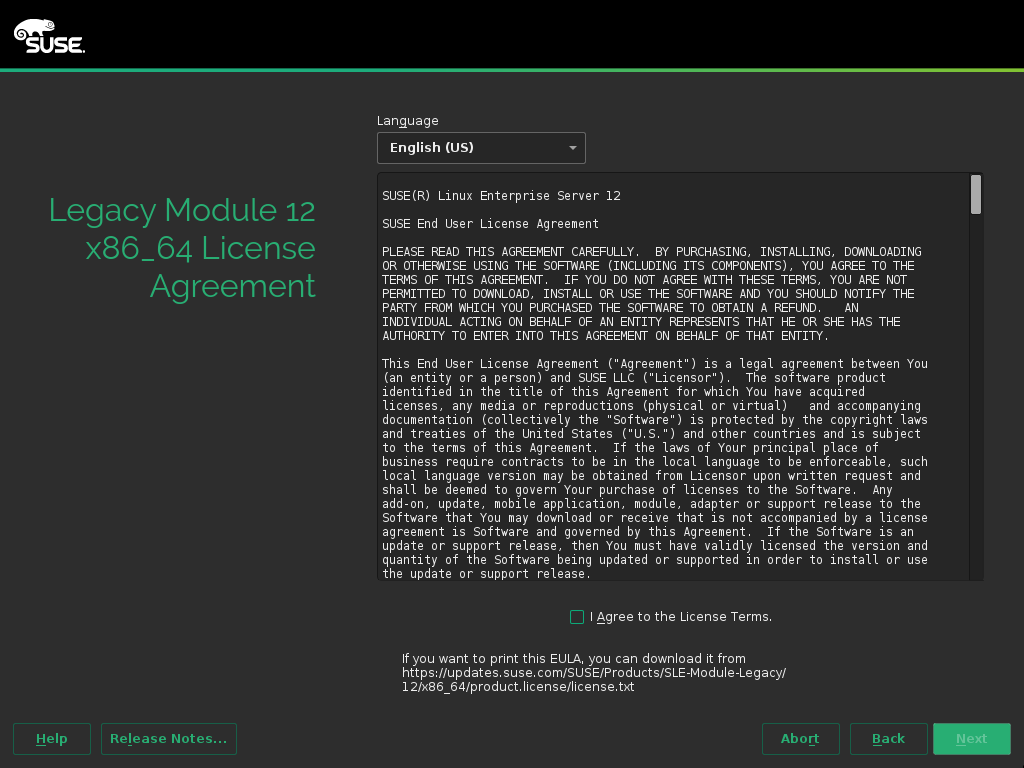 SUSE
Language
English (US)
Legacy Module 12
x86_64 License
Agreement
SUSE(R) Linux Enterprise Server 12
SUSE End User License Agreement
PLEASE READ THIS AGREEMENT CAREFULLY.  BY PURCHASING, INSTALLING, DOWNLOADING
OR OTHERWISE USING THE SOFTWARE (INCLUDING ITS COMPONENTS), YOU AGREE TO THE
TERMS OF THIS AGREEMENT.  IF YOU DO NOT AGREE WITH THESE TERMS, YOU ARE NOT
PERMITTED TO DOWNLOAD, INSTALL OR USE THE SOFTWARE AND YOU SHOULD NOTIFY THE
PARTY FROM WHICH YOU PURCHASED THE SOFTWARE TO OBTAIN A REFUND.   AN
INDIVIDUAL ACTING ON BEHALF OF AN ENTITY REPRESENTS THAT HE OR SHE HAS THE
AUTHORITY TO ENTER INTO THIS AGREEMENT ON BEHALF OF THAT ENTITY.
This End User License Agreement ("Agreement") is a legal agreement between You
(an entity or a person) and SUSE LLC ("Licensor").  The software product
identified in the title of this Agreement for which You have acquired
licenses, any media or reproductions (physical or virtual)   and accompanying
documentation (collectively the "Software") is protected by the copyright laws
and treaties of the United States ("U.S.") and other countries and is subject
to the terms of this Agreement.  If the laws of Your principal place of
business require contracts to be in the local language to be enforceable, such
local language version may be obtained from Licensor upon written request and
shall be deemed to govern Your purchase of licenses to the Software.  Any
add-on, update, mobile application, module, adapter or support release to the
Software that You may download or receive that is not accompanied by a license
agreement is Software and governed by this Agreement.  If the Software is an
update or support release, then You must have validly licensed the version and
quantity of the Software being updated or supported in order to install or use
the update or support release.
I Agree to the License Terms.
If you want to print this EULA, you can download it from
https://updates.suse.com/SUSE/Products/SLE-Module-Legacy/
12/x86_64/product.license/license.txt
Help
Release Notes...
Abort
Back
Next